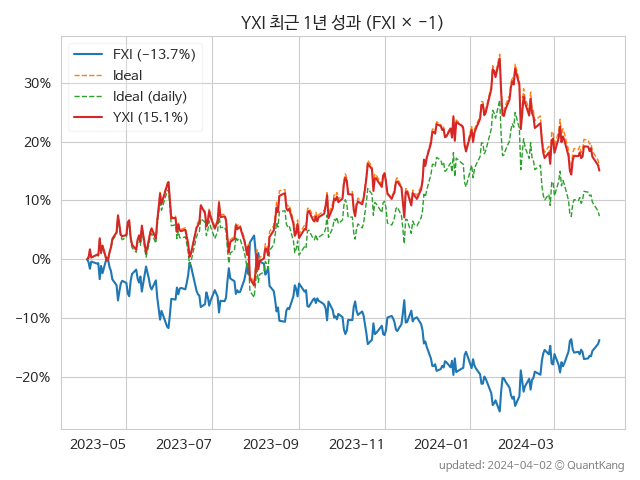 YXI 최근 1년 성과 (FXI × -1)
FXI (-13.7%)
Ideal
Ideal (daily)
YXI (15.1%)
30%
20%
10%
0%
-10%
-20%
2023-05 2023-07 2023-09 2023-11 2024-01 2024-03
updated: 2024-04-02 © QuantKang